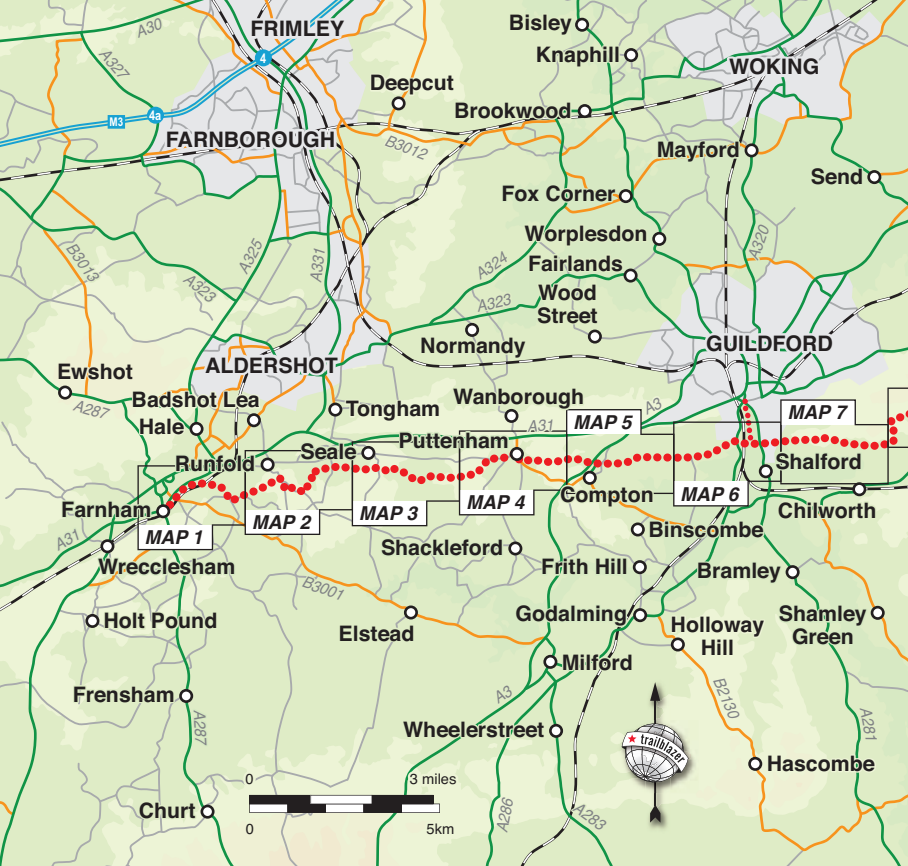 Bisley
A30
FRIMLEY
Knaphill
A327
4
WOKING
Deepcut
Brookwood
M3
4a
FARNBOROUGH
B3012
Mayford
Send
Fox Corner
Worplesdon
A320
B3013
A325
A331
A324
Fairlands
A323
Wood
Street
A323
Normandy
GUILDFORD
Ewshot
ALDERSHOT
A287
Badshot Lea
Wanborough
A3
Tongham
MAP 5
MAP 7
Hale
A31
Puttenham
Seale
Runfold
Shalford
Compton
MAP 6
MAP 4
Farnham
MAP 2
MAP 3
Chilworth
MAP 1
A31
Binscombe
Shackleford
Wrecclesham
Frith Hill
Bramley
B3001
Holt Pound
Elstead
Godalming
Holloway
Hill
Shamley
Green
Milford
Frensham
A3
B2130
A287
A281
Wheelerstreet
trailblazer
Hascombe
0
3 miles
Churt
A286
A283
0
5km